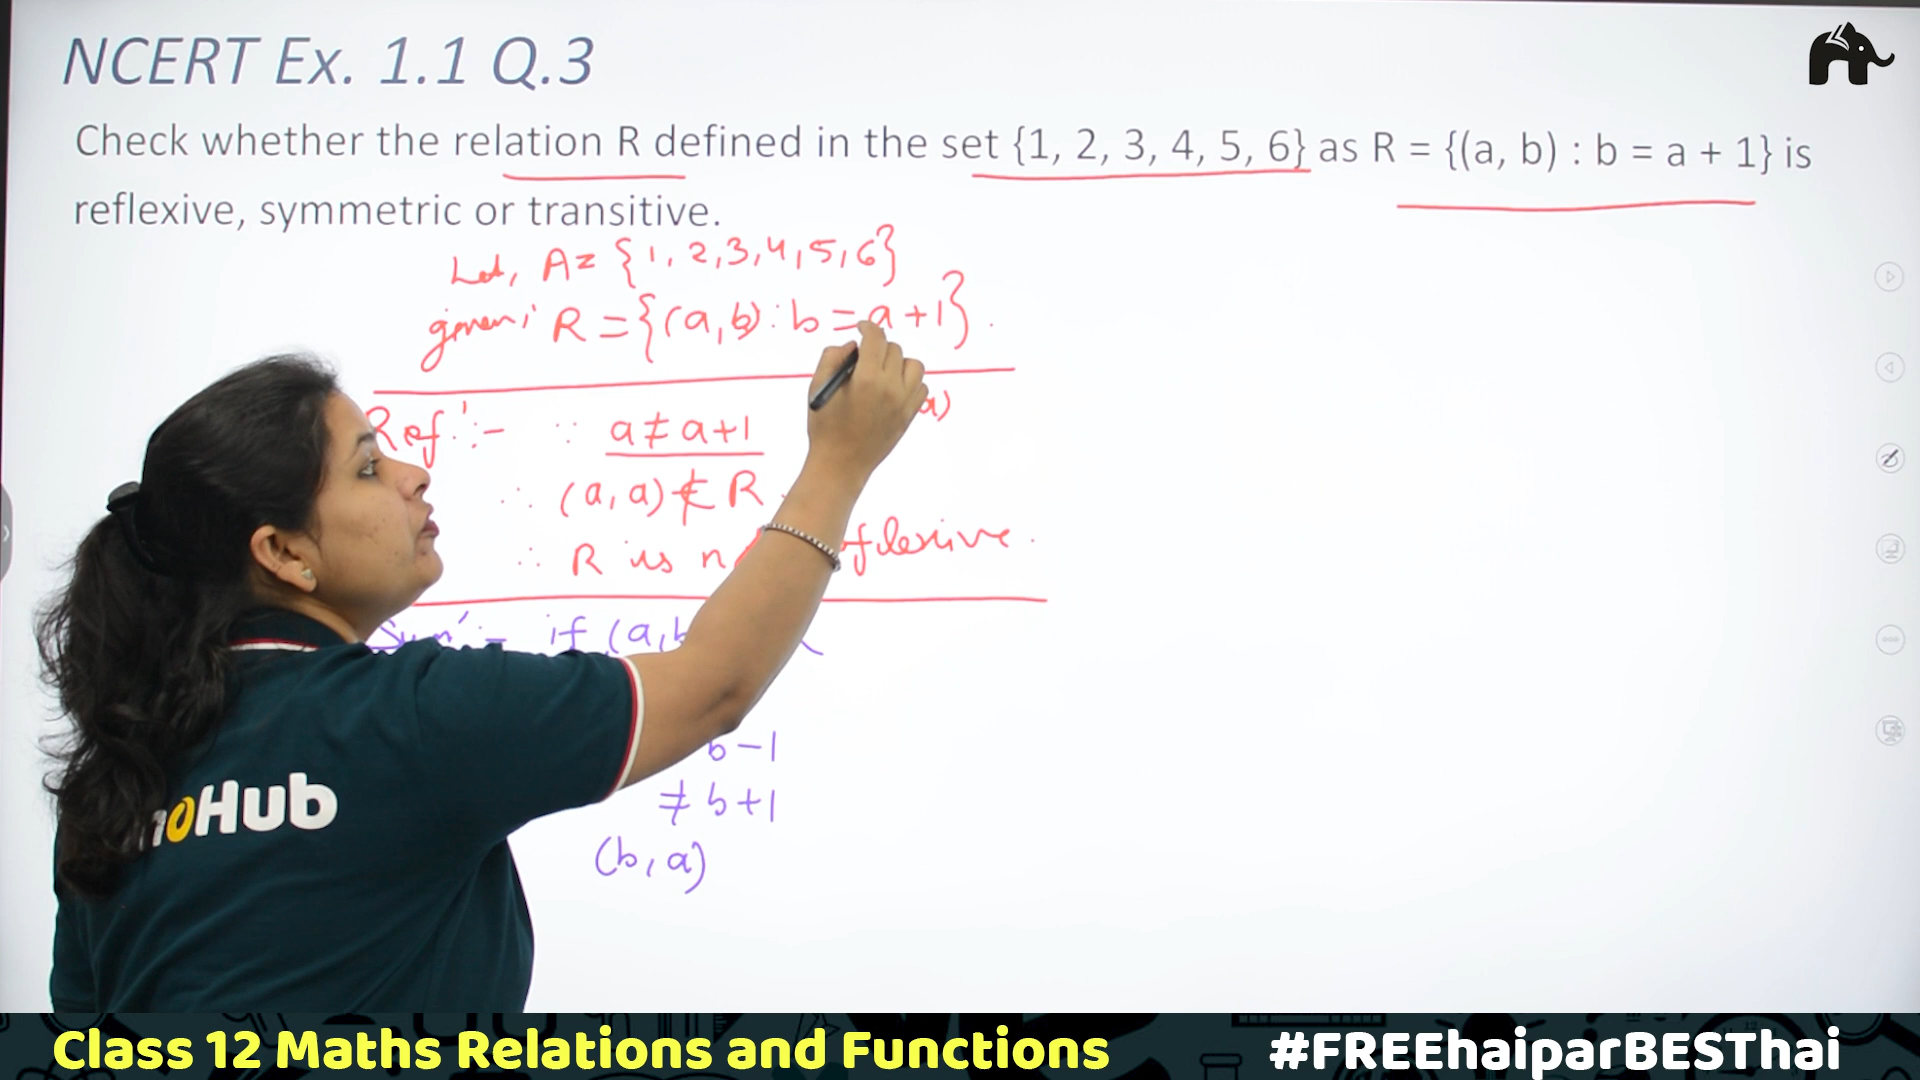 NCERT Ex. 1.1 Q.3
Check whether the relation R defined in the set {1, 2, 3, 4, 5, 6} as R = {(a, b) : b = a + 1} is
reflexive, symmetric or transitive.
Let, A = {1, 2, 3, 4, 5, 6}
given: R = {(a, b) : b = a + 1}.
a)
Ref':- ∵ a ≠ a+1
∴ (a, a) ∉ R
∴ R is
Sym':- if (a, b
b - 1
≠ b + 1
(b, a)
noHub
Class 12 Maths Relations and Functions
#FREEhaiparBESThai